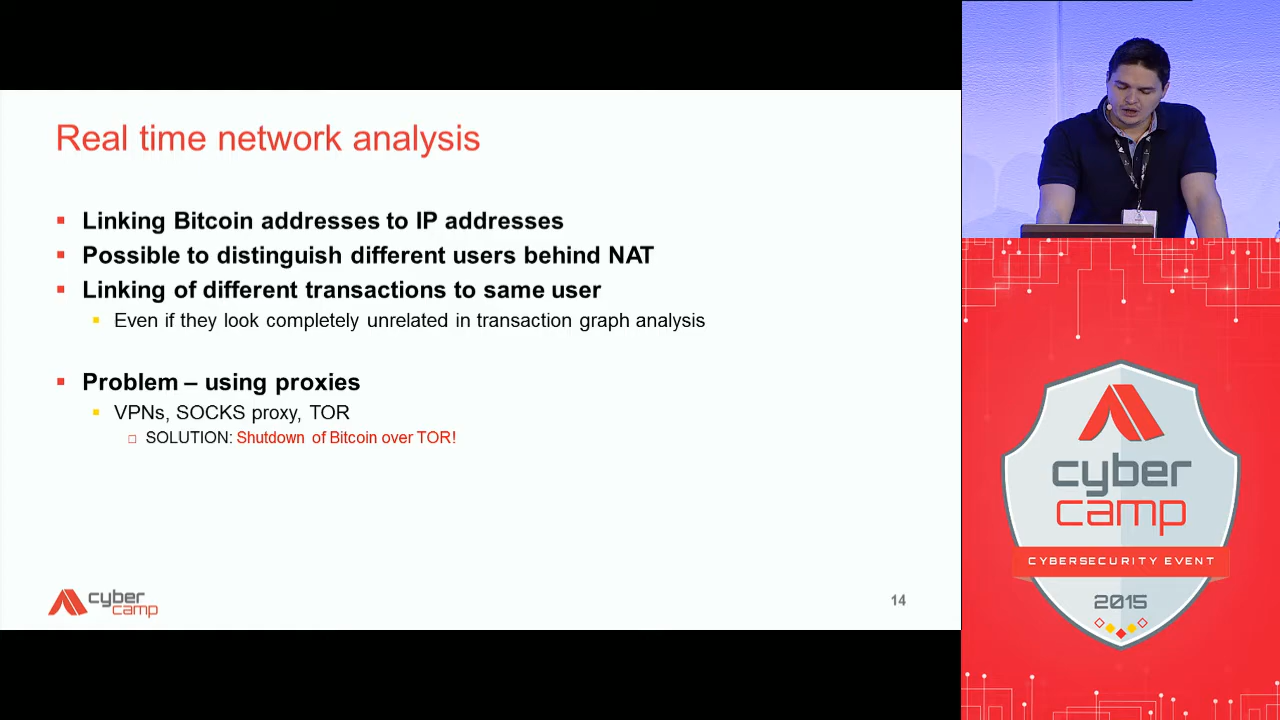 Real time network analysis
Linking Bitcoin addresses to IP addresses
Possible to distinguish different users behind NAT
Linking of different transactions to same user
Even if they look completely unrelated in transaction graph analysis
Problem – using proxies
VPNs, SOCKS proxy, TOR
SOLUTION: Shutdown of Bitcoin over TOR!
cyber
camp
14
cyber
camp
CYBERSECURITY EVENT
2015